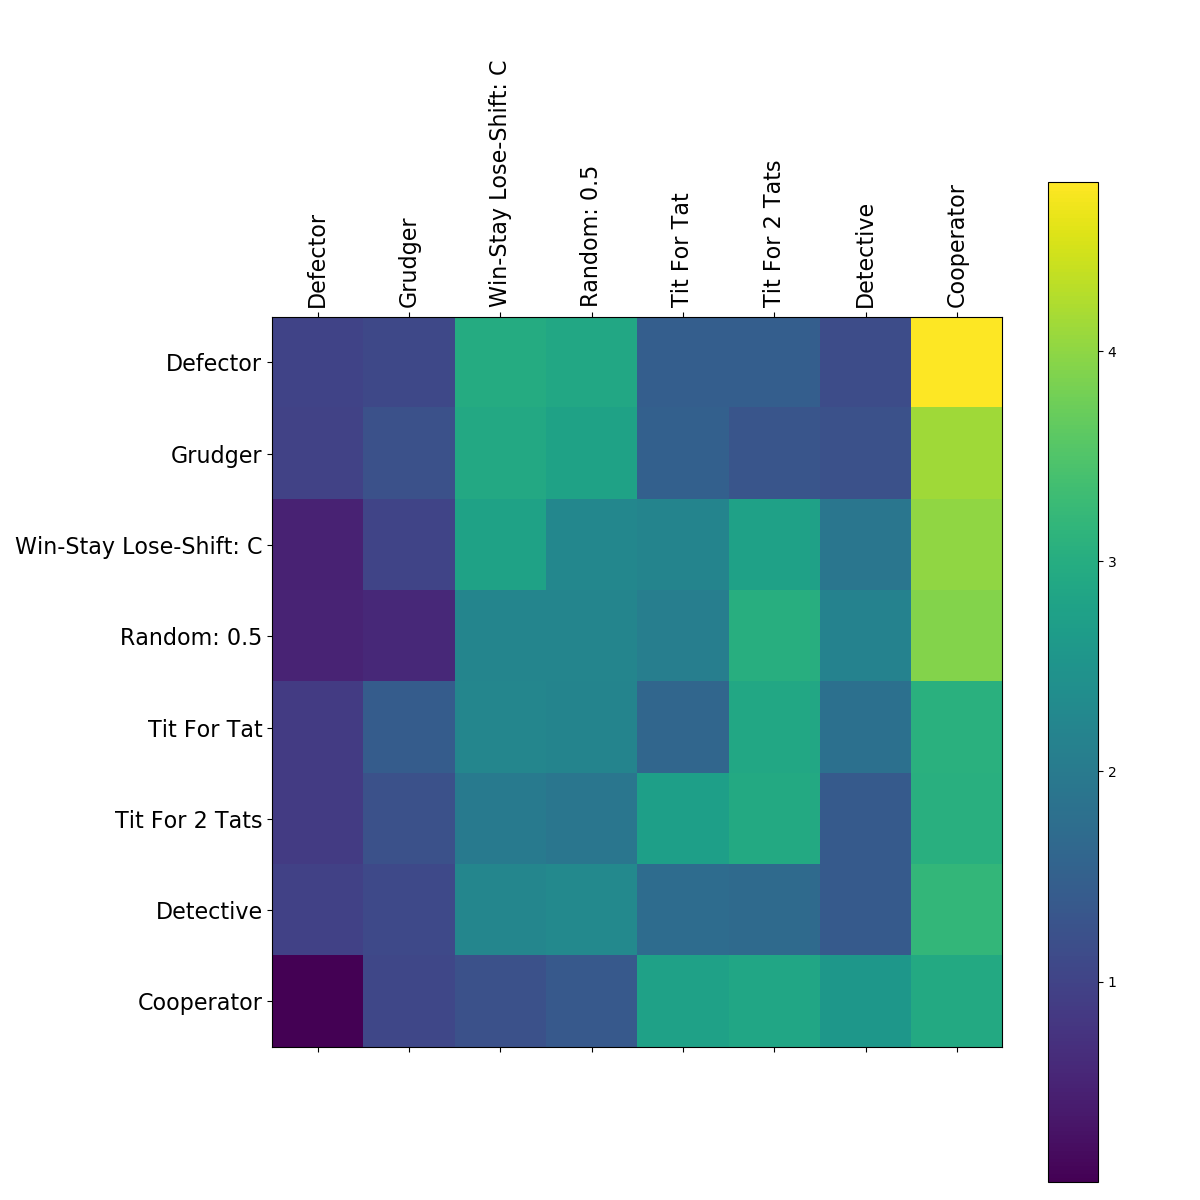 Defector
Grudger
Win-Stay Lose-Shift: C
Random: 0.5
Tit For Tat
Tit For 2 Tats
Detective
Cooperator
Defector
Grudger
Win-Stay Lose-Shift: C
Random: 0.5
Tit For Tat
Tit For 2 Tats
Detective
Cooperator
4
3
2
1